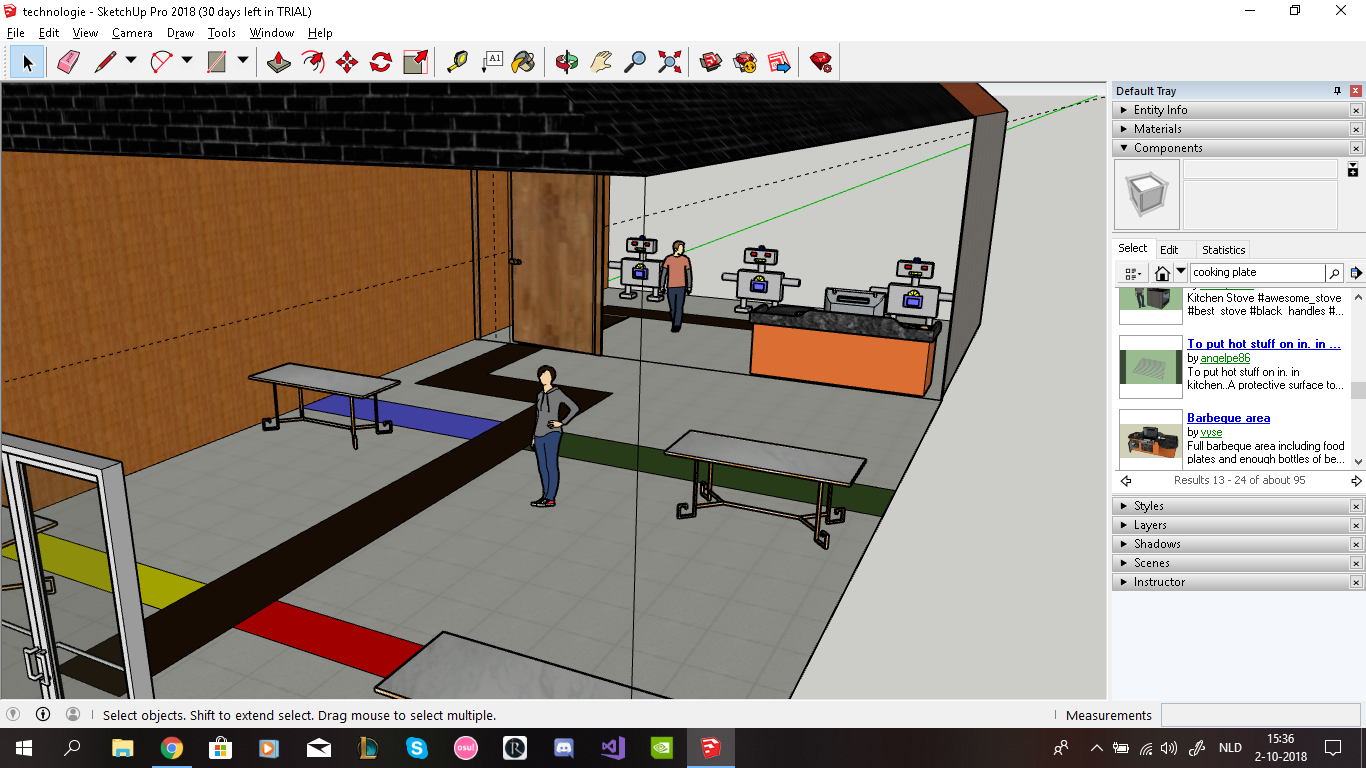 technologie - SketchUp Pro 2018 (30 days left in TRIAL)
File Edit View Camera Draw Tools Window Help
A1
Default Tray
Entity Info
Materials
Components
Select Edit Statistics
cooking plate
Kitchen Stove #awesome_stove
#best stove #black handles #...
To put hot stuff on in. in ...
by angelpe86
To put hot stuff on in. in
kitchen..A protective surface to...
Barbeque area
by vyse
Full barbeque area including food
plates and enough bottles of be...
Results 13 - 24 of about 95
Styles
Layers
Shadows
Scenes
Instructor
Select objects. Shift to extend select. Drag mouse to select multiple.
Measurements
osu!
R
NLD
15:36
2-10-2018